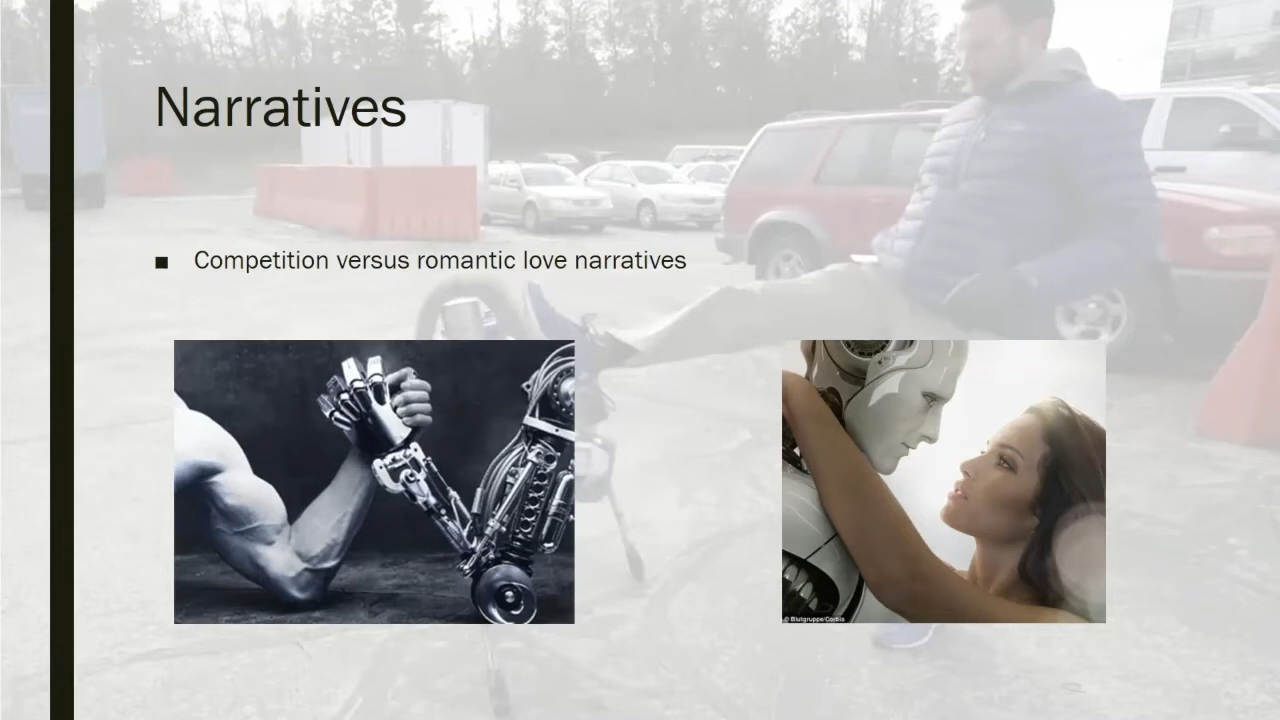 Narratives
Competition versus romantic love narratives
© Blutgruppe/Corbis